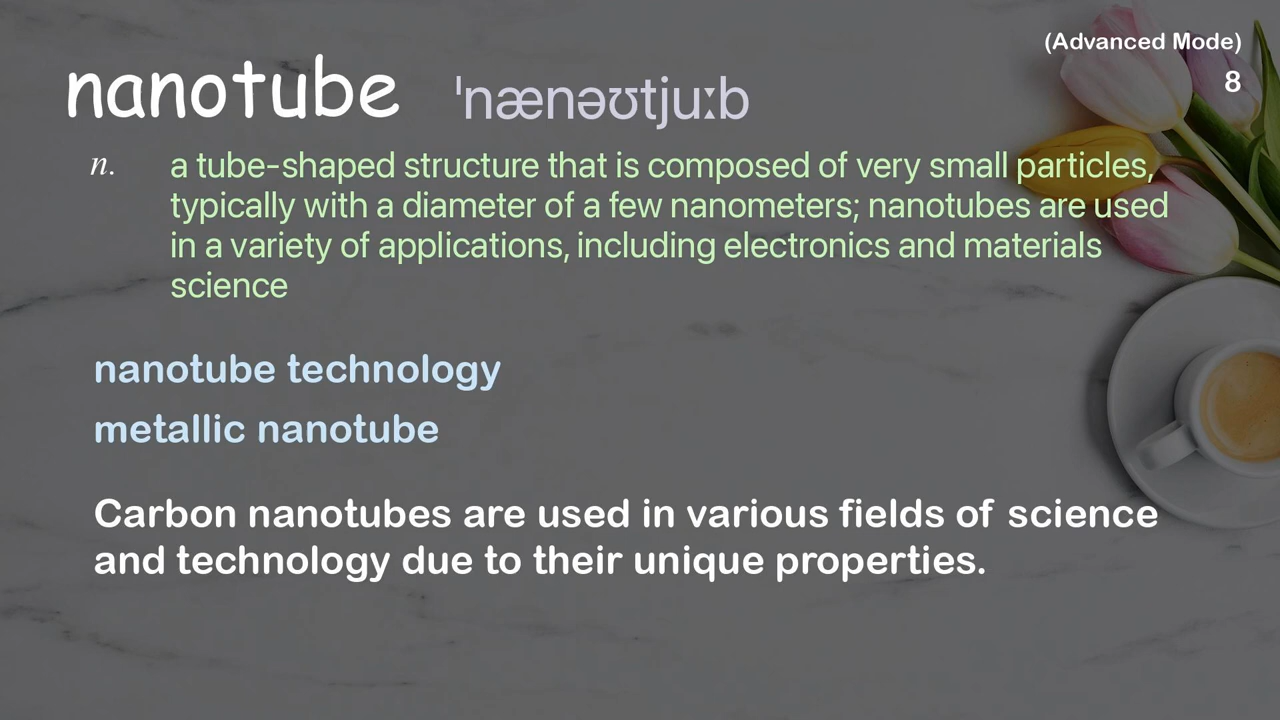 (Advanced Mode)
8
nanotube ˈnænəʊtjuːb
n. a tube-shaped structure that is composed of very small particles,
typically with a diameter of a few nanometers; nanotubes are used
in a variety of applications, including electronics and materials
science
nanotube technology
metallic nanotube
Carbon nanotubes are used in various fields of science
and technology due to their unique properties.